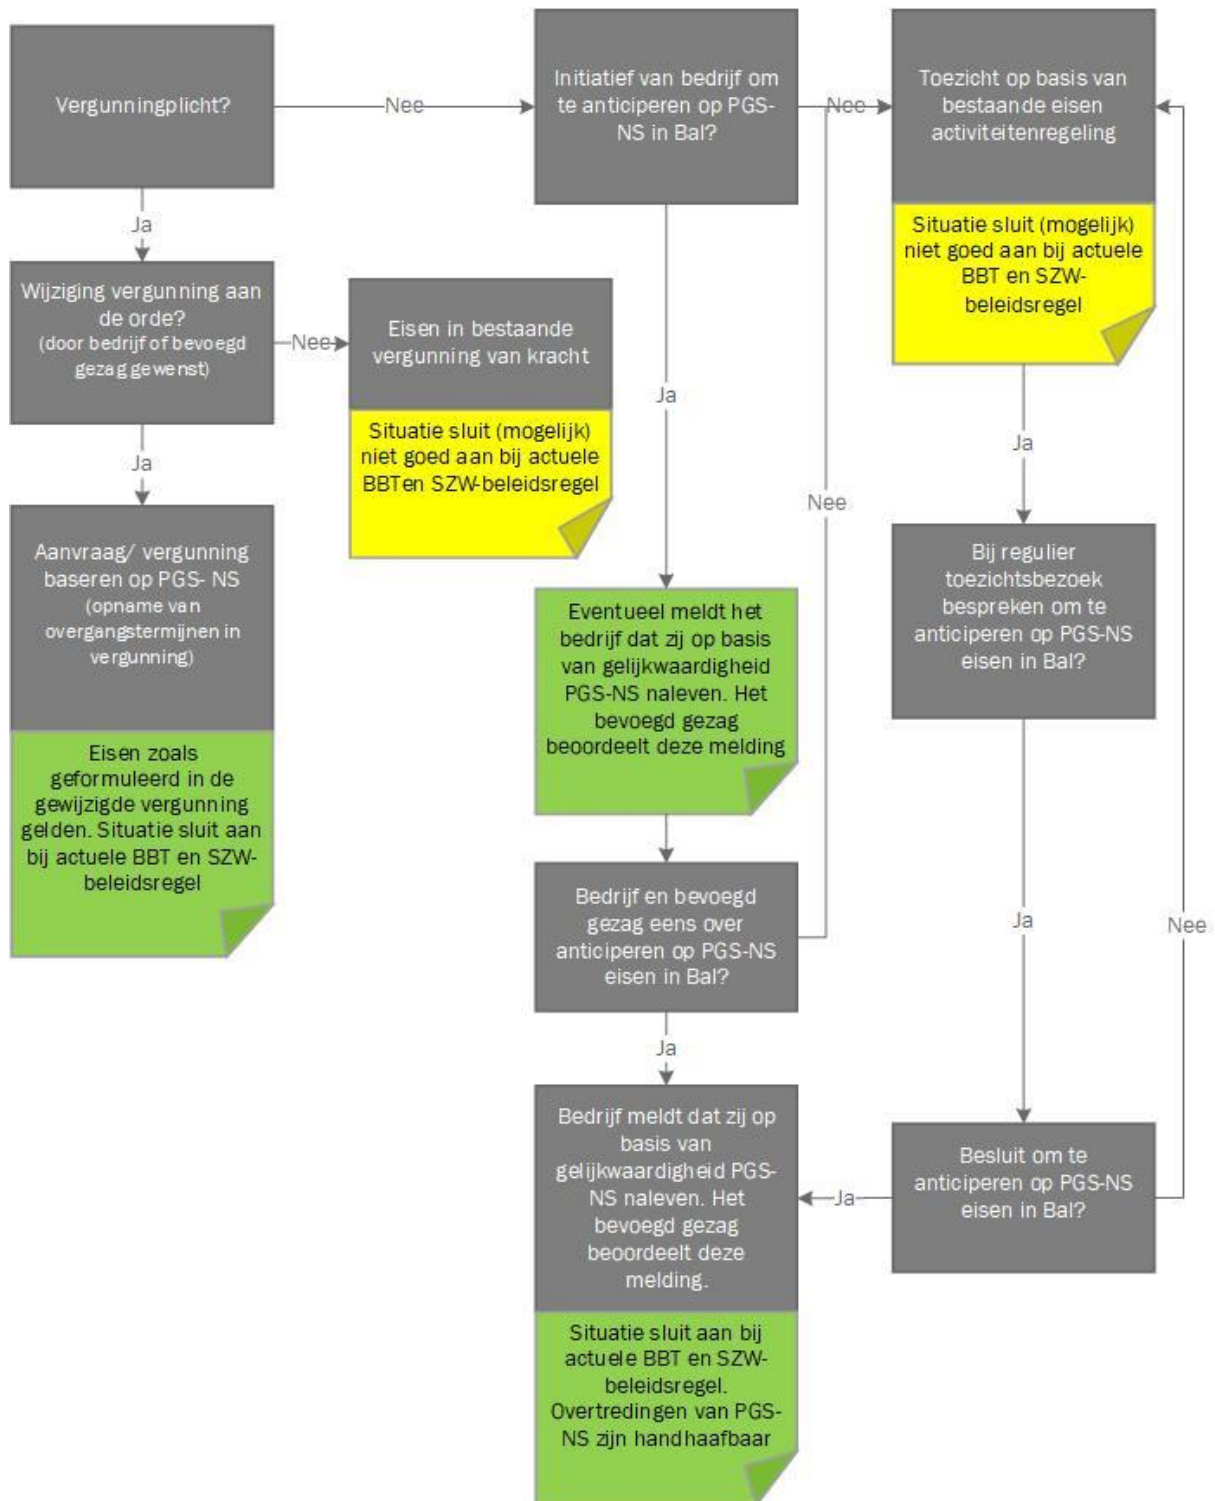 Vergunningplicht?
Nee
Initiatief van bedrijf om
te anticiperen op PGS-
NS in Bal?
Nee
Toezicht op basis van
bestaande eisen
activiteitenregeling
Situatie sluit (mogelijk)
niet goed aan bij actuele
BBT en SZW-
beleidsregel
Ja
Wijziging vergunning aan
de orde?
(door bedrijf of bevoegd
gezag gewenst)
Nee
Eisen in bestaande
vergunning van kracht
Situatie sluit (mogelijk)
niet goed aan bij actuele
BBTen SZW-beleidsregel
Ja
Aanvraag/ vergunning
baseren op PGS- NS
(opname van
overgangstermijnen in
vergunning)
Eisen zoals
geformuleerd in de
gewijzigde vergunning
gelden. Situatie sluit aan
bij actuele BBT en SZW-
beleidsregel
Ja
Eventueel meldt het
bedrijf dat zij op basis
van gelijkwaardigheid
PGS-NS naleven. Het
bevoegd gezag
beoordeelt deze melding
Bedrijf en bevoegd
gezag eens over
anticiperen op PGS-NS
eisen in Bal?
Nee
Ja
Bedrijf meldt dat zij op
basis van
gelijkwaardigheid PGS-
NS naleven. Het
bevoegd gezag
beoordeelt deze
melding.
Situatie sluit aan bij
actuele BBT en SZW-
beleidsregel.
Overtredingen van PGS-
NS zijn handhaafbaar
Ja
Bij regulier
toezichtsbezoek
bespreken om te
anticiperen op PGS-NS
eisen in Bal?
Ja
Besluit om te
anticiperen op PGS-NS
eisen in Bal?
Ja
Nee